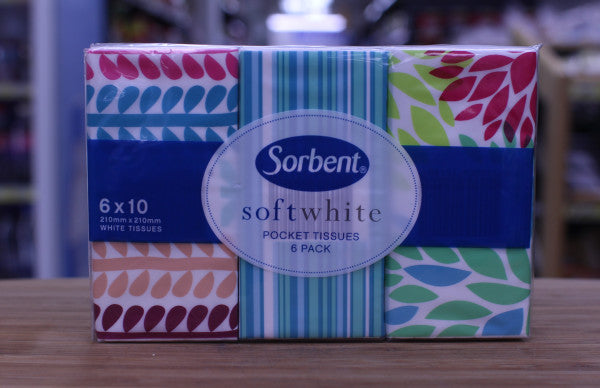 Sorbent®
softwhite
POCKET TISSUES
6 PACK
6 x 10
210mm x 210mm
WHITE TISSUES